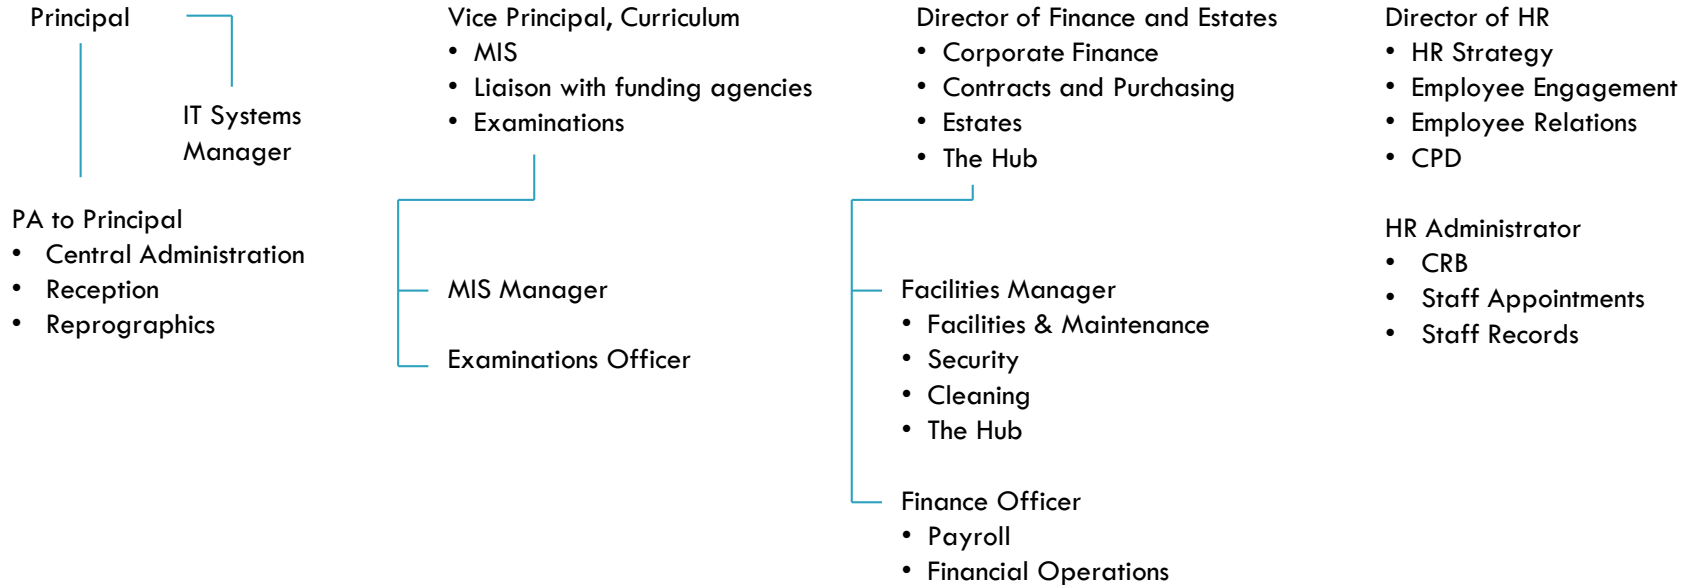 Principal
IT Systems
Manager
PA to Principal
• Central Administration
• Reception
• Reprographics
Vice Principal, Curriculum
• MIS
• Liaison with funding agencies
• Examinations
MIS Manager
Examinations Officer
Director of Finance and Estates
• Corporate Finance
• Contracts and Purchasing
• Estates
• The Hub
Facilities Manager
• Facilities & Maintenance
• Security
• Cleaning
• The Hub
Finance Officer
• Payroll
• Financial Operations
Director of HR
• HR Strategy
• Employee Engagement
• Employee Relations
• CPD
HR Administrator
• CRB
• Staff Appointments
• Staff Records